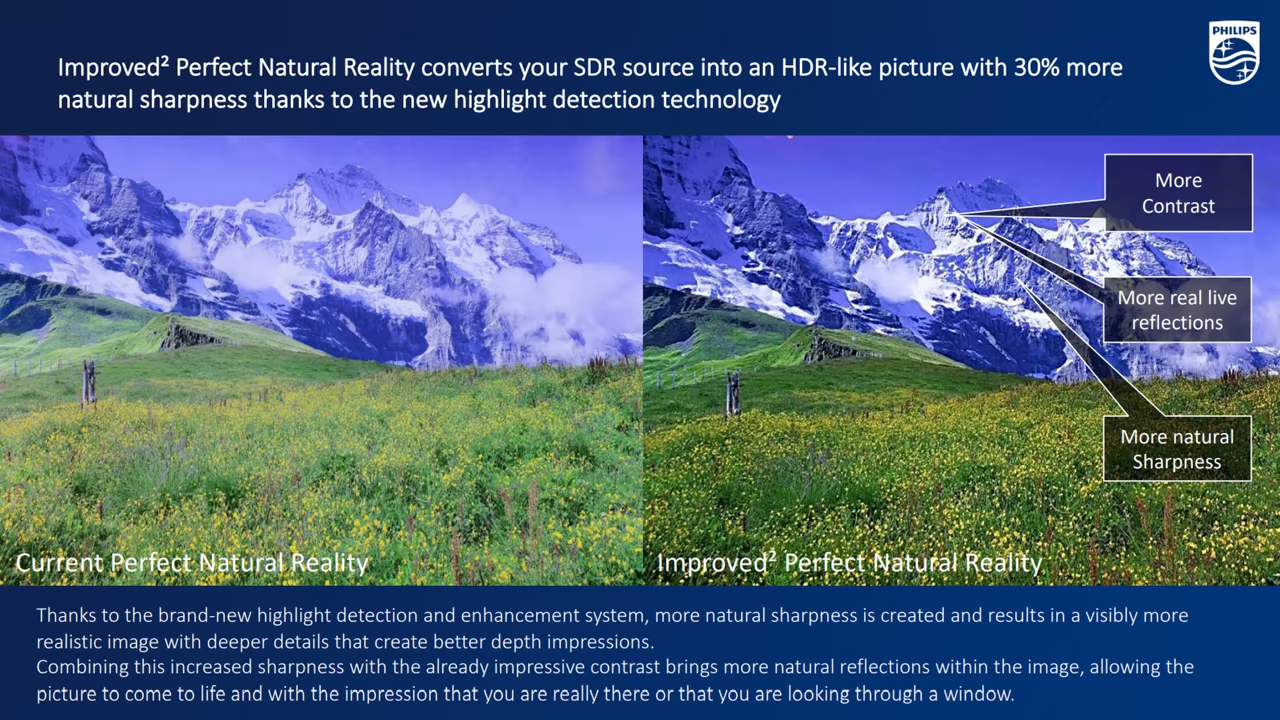 PHILIPS
Improved² Perfect Natural Reality converts your SDR source into an HDR-like picture with 30% more
natural sharpness thanks to the new highlight detection technology
More
Contrast
More real live
reflections
More natural
Sharpness
Current Perfect Natural Reality
Improved² Perfect Natural Reality
Thanks to the brand-new highlight detection and enhancement system, more natural sharpness is created and results in a visibly more
realistic image with deeper details that create better depth impressions.
Combining this increased sharpness with the already impressive contrast brings more natural reflections within the image, allowing the
picture to come to life and with the impression that you are really there or that you are looking through a window.